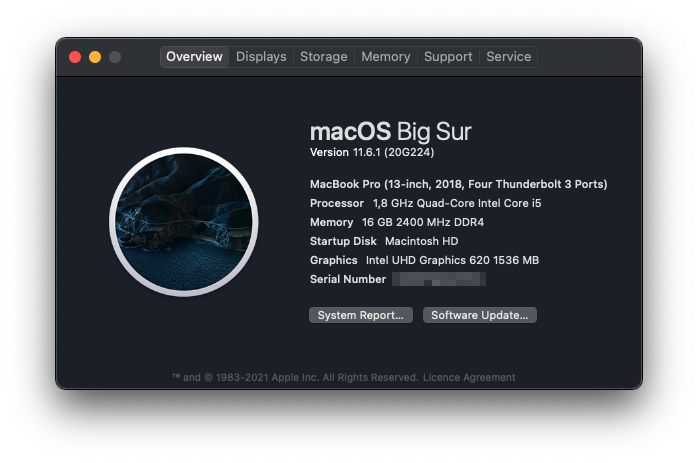 Overview Displays Storage Memory Support Service
macOS Big Sur
Version 11.6.1 (20G224)
MacBook Pro (13-inch, 2018, Four Thunderbolt 3 Ports)
Processor 1,8 GHz Quad-Core Intel Core i5
Memory 16 GB 2400 MHz DDR4
Startup Disk Macintosh HD
Graphics Intel UHD Graphics 620 1536 MB
Serial Number
System Report... Software Update...
™ and © 1983-2021 Apple Inc. All Rights Reserved. Licence Agreement